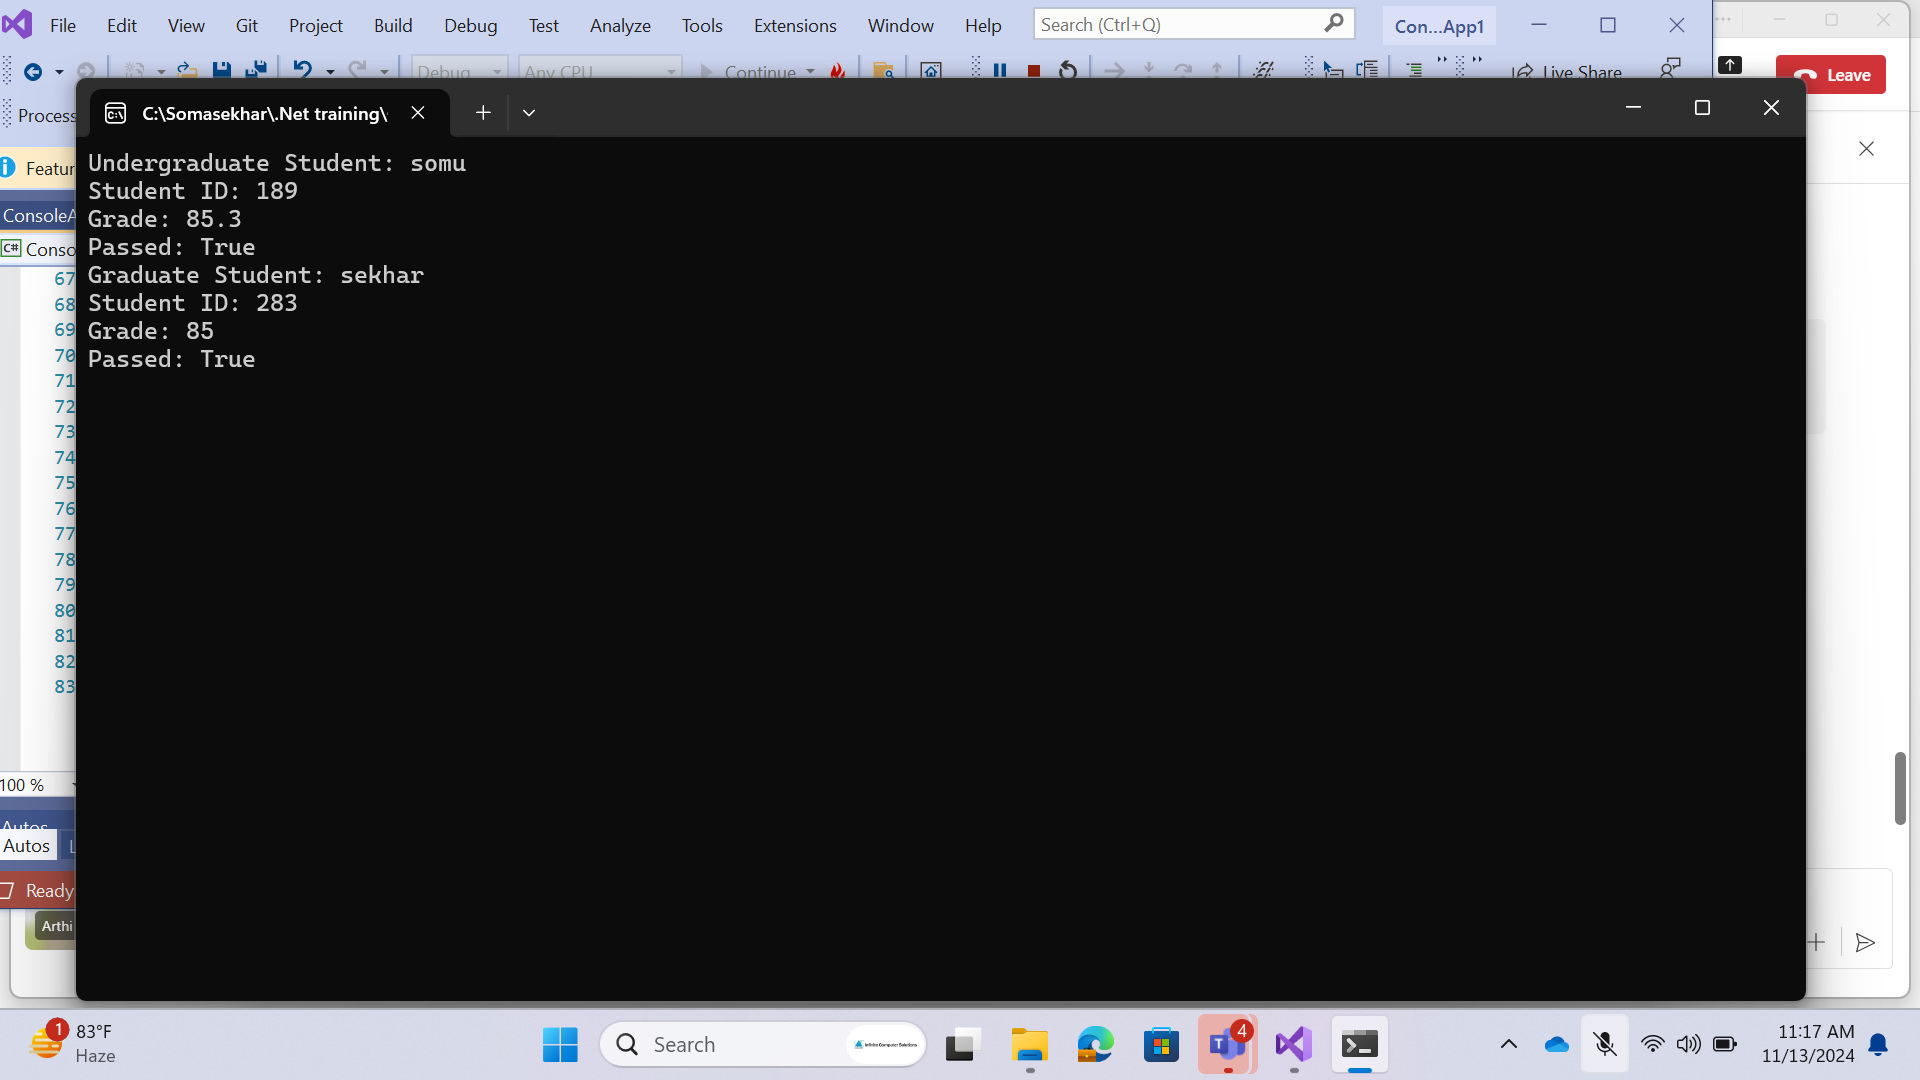 File Edit View Git Project Build Debug Test Analyze Tools Extensions Window Help Search (Ctrl+Q) Con...App1
Debug Any CPU Continue Live Share Leave
Process
C:\Somasekhar\.Net training\
Featur
ConsoleA
Conso
Undergraduate Student: somu
Student ID: 189
Grade: 85.3
Passed: True
Graduate Student: sekhar
Student ID: 283
Grade: 85
Passed: True
67
68
69
70
71
72
73
74
75
76
77
78
79
80
81
82
83
100 %
Autos
Autos L
Ready
Arthi
1 83°F
Haze
Search Infinite Computer Solutions
4
11:17 AM
11/13/2024